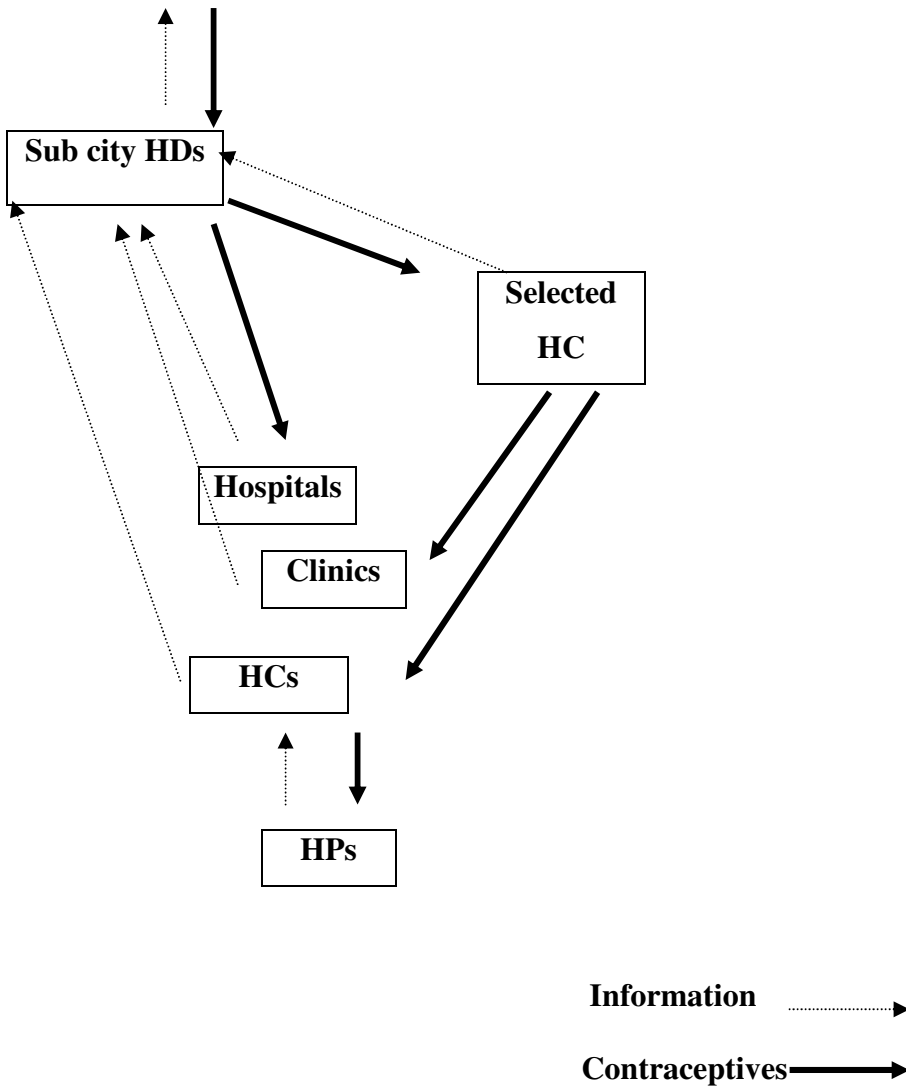 Sub city HDs
Selected
HC
Hospitals
Clinics
HCs
HPs
Information
Contraceptives